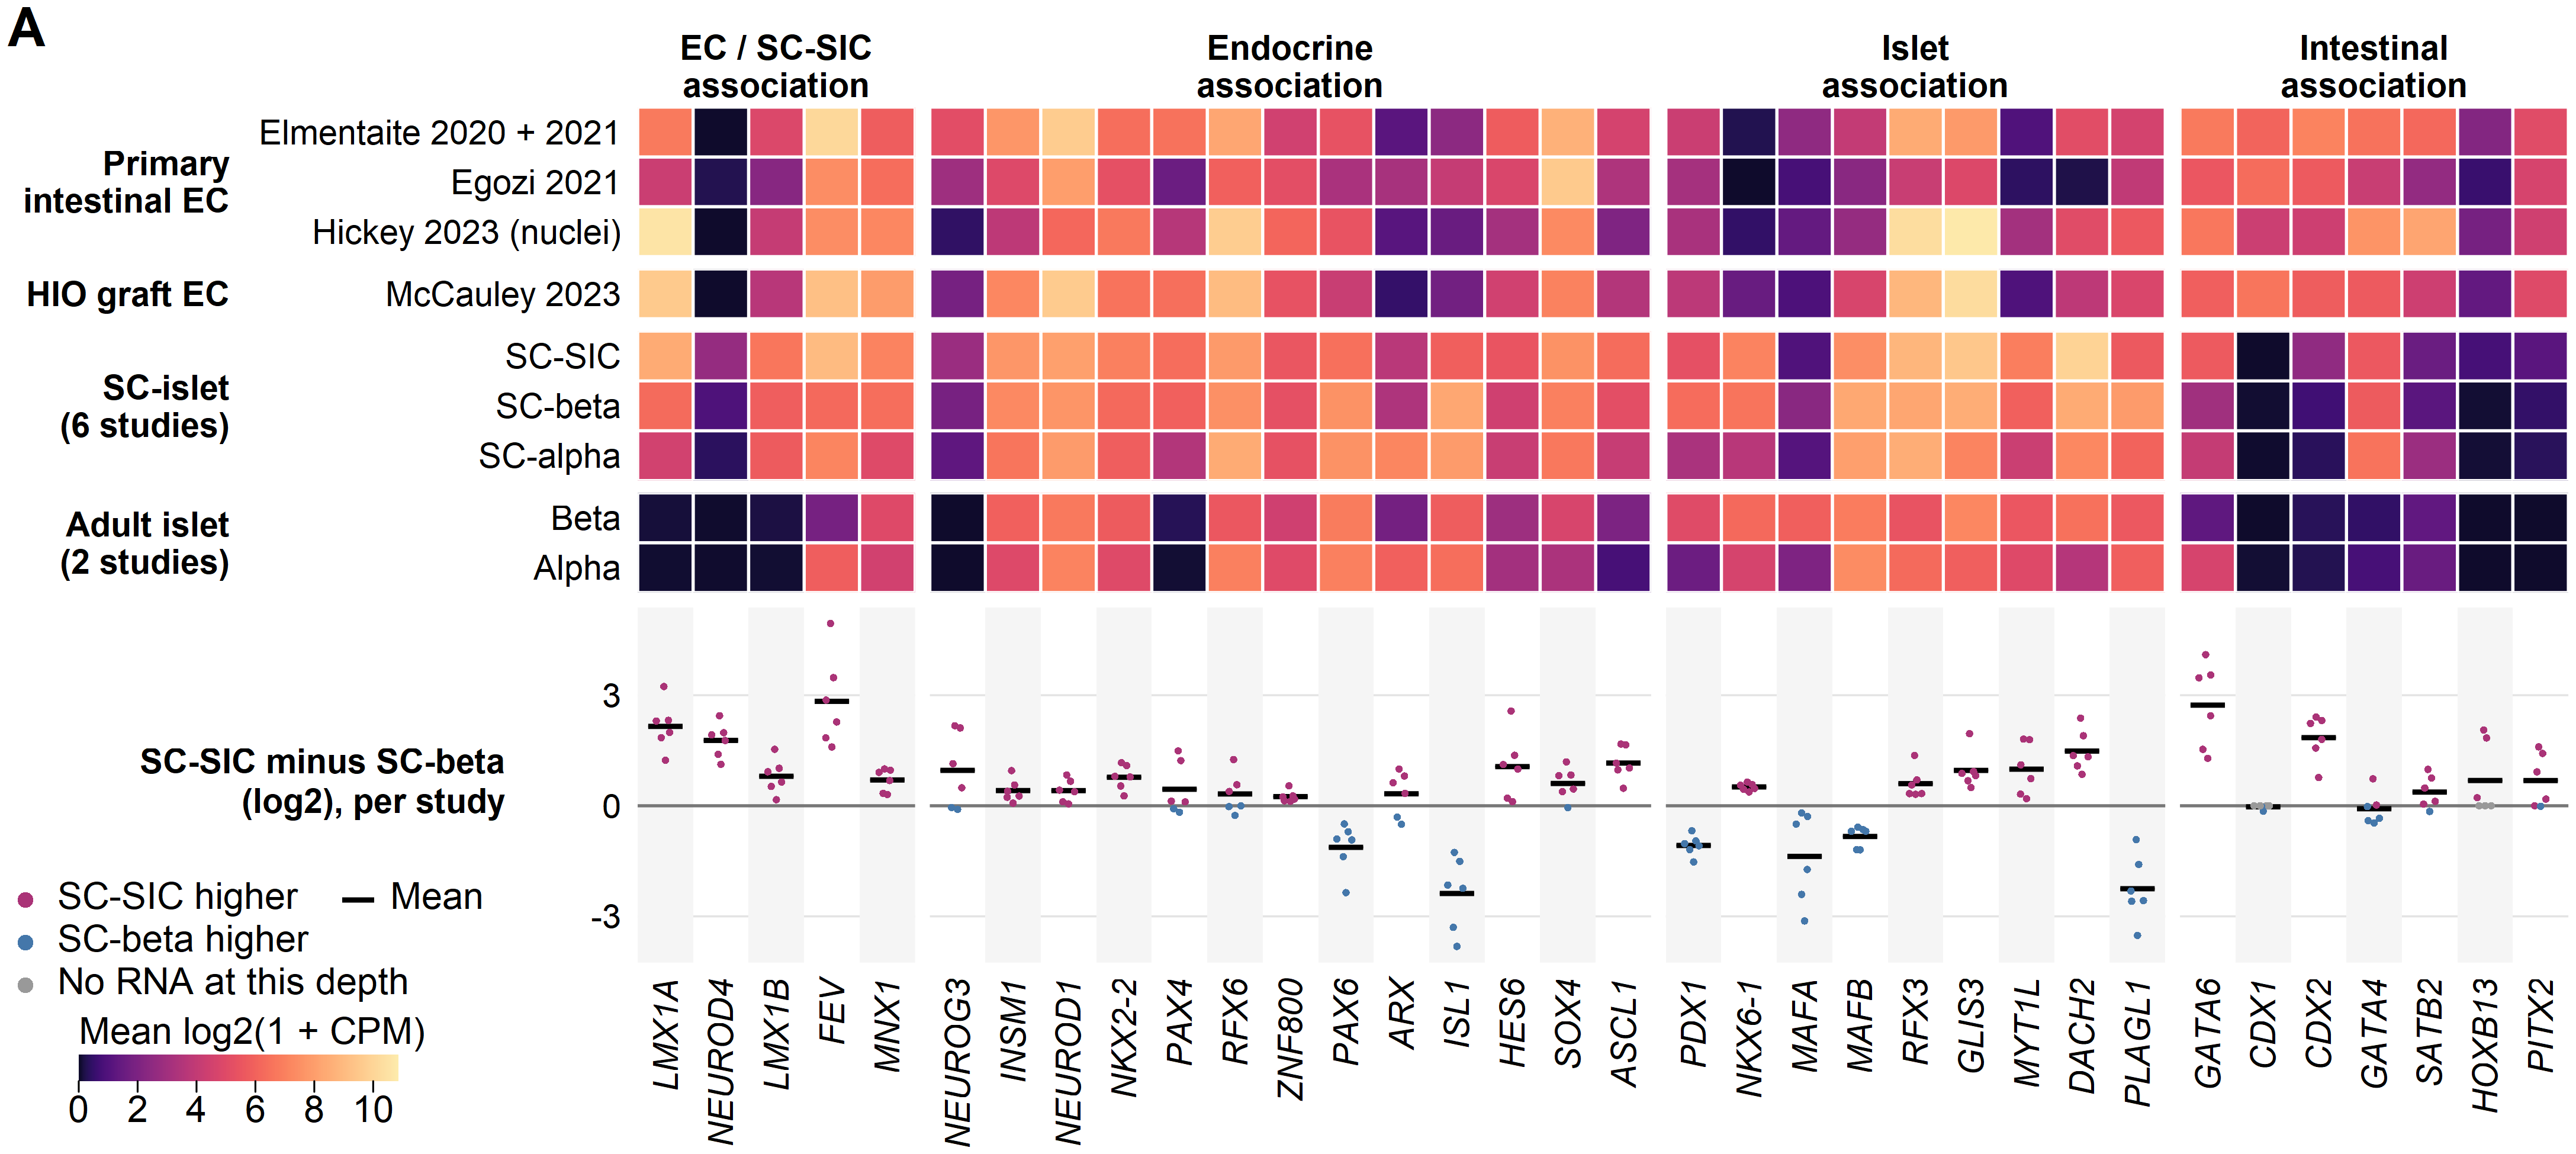 A
EC / SC-SIC
association
Endocrine
association
Islet
association
Intestinal
association
Primary
intestinal EC
Elmentaite 2020 + 2021
Egozi 2021
Hickey 2023 (nuclei)
HIO graft EC
McCauley 2023
SC-islet
(6 studies)
SC-SIC
SC-beta
SC-alpha
Adult islet
(2 studies)
Beta
Alpha
3
0
-3
SC-SIC minus SC-beta
(log2), per study
SC-SIC higher
Mean
SC-beta higher
No RNA at this depth
Mean log2(1 + CPM)
0 2 4 6 8 10
LMX1A
NEUROD4
LMX1B
FEV
MNX1
NEUROG3
INSM1
NEUROD1
NKX2-2
PAX4
RFX6
ZNF800
PAX6
ARX
ISL1
HES6
SOX4
ASCL1
PDX1
NKX6-1
MAFA
MAFB
RFX3
GLIS3
MYT1L
DACH2
PLAGL1
GATA6
CDX1
CDX2
GATA4
SATB2
HOXB13
PITX2